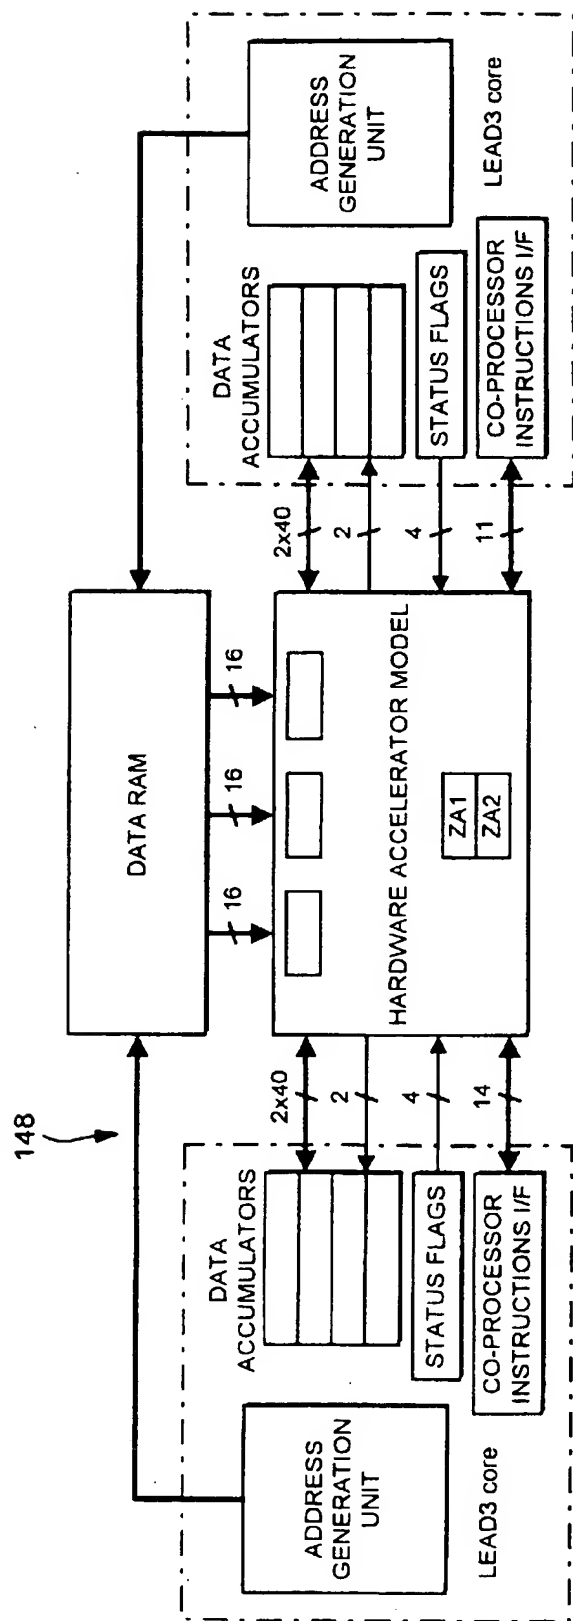 148
DATA RAM
16
16
16
ADDRESS
GENERATION
UNIT
LEAD3 core
DATA
ACCUMULATORS
STATUS FLAGS
CO-PROCESSOR
INSTRUCTIONS I/F
2x40
2
4
14
HARDWARE ACCELERATOR MODEL
ZA1
ZA2
2x40
2
4
11
DATA
ACCUMULATORS
STATUS FLAGS
CO-PROCESSOR
INSTRUCTIONS I/F
ADDRESS
GENERATION
UNIT
LEAD3 core